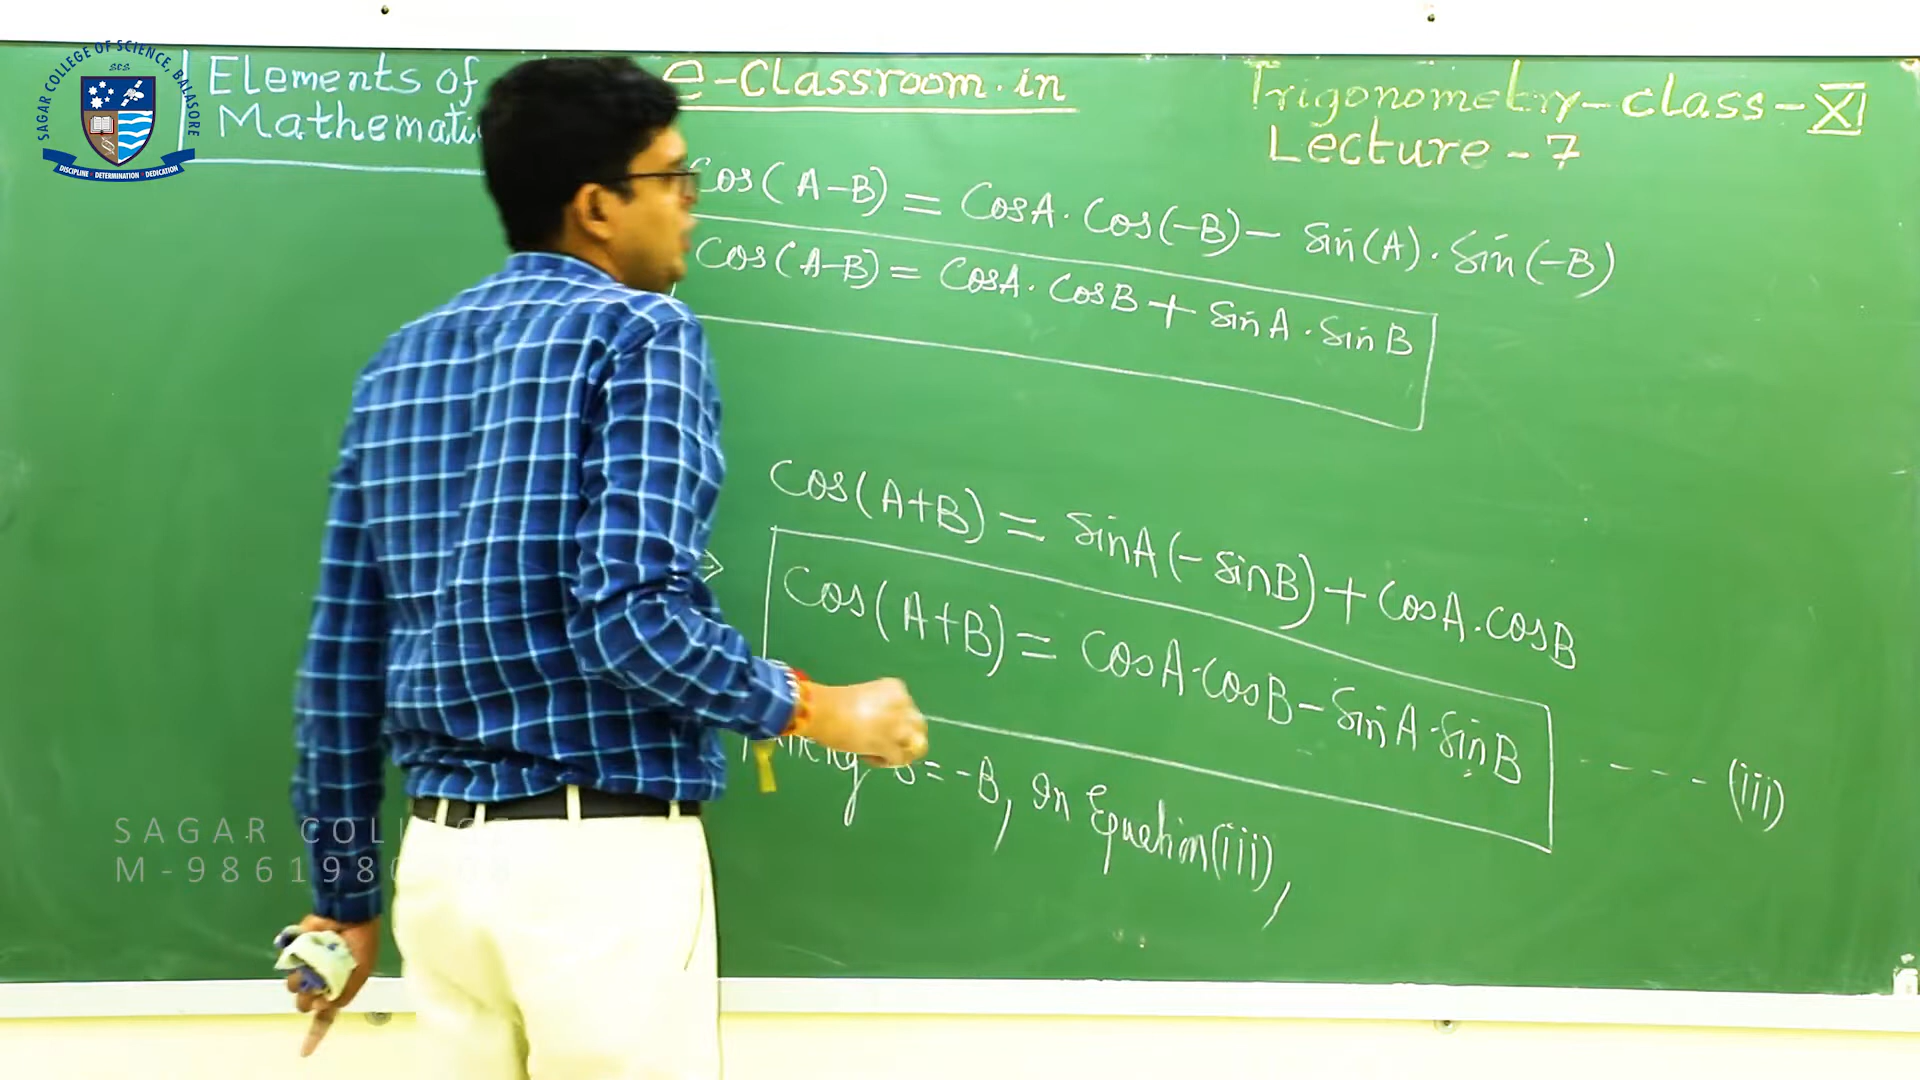 SAGAR COLLEGE OF SCIENCE, BALASORE
SCS
DISCIPLINE · DETERMINATION · DEDICATION
Elements of
Mathemati
e-Classroom.in
Trigonometry-class-XI
Lecture-7
Cos(A-B) = CosA. Cos(-B) - Sin(A). Sin(-B)
Cos(A-B) = CosA. CosB + SinA. SinB
Cos(A+B) = SinA(-SinB) + CosA. CosB
⇒ Cos(A+B) = CosA. CosB - SinA. SinB ----- (iii)
= -B, In Equation (iii),
SAGAR
M-986198